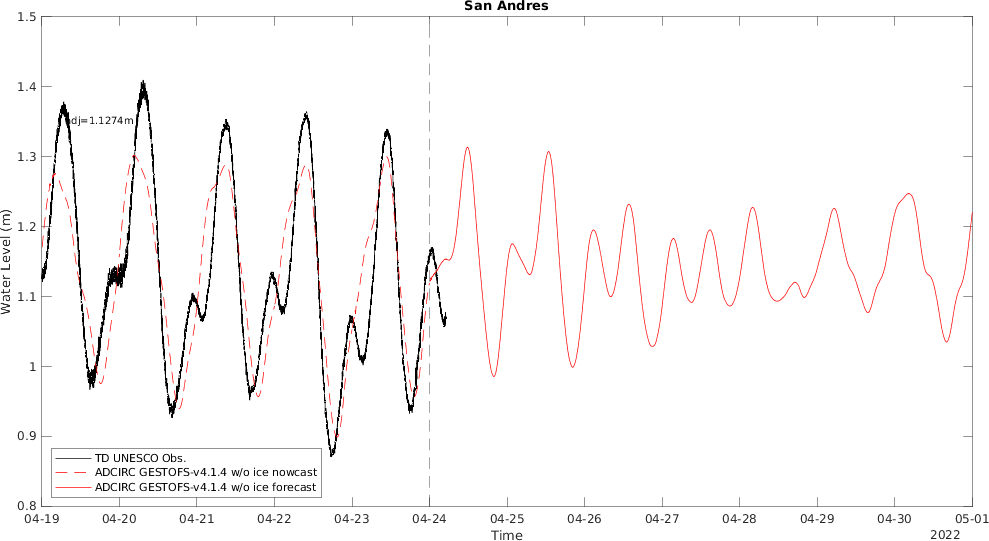 San Andres
1.5
1.4
1.3
1.2
1.1
1
0.9
0.8
Water Level (m)
dj=1.1274m
TD UNESCO Obs.
ADCIRC GESTOFS-v4.1.4 w/o ice nowcast
ADCIRC GESTOFS-v4.1.4 w/o ice forecast
04-19 04-20 04-21 04-22 04-23 04-24 04-25 04-26 04-27 04-28 04-29 04-30 05-01
Time
2022